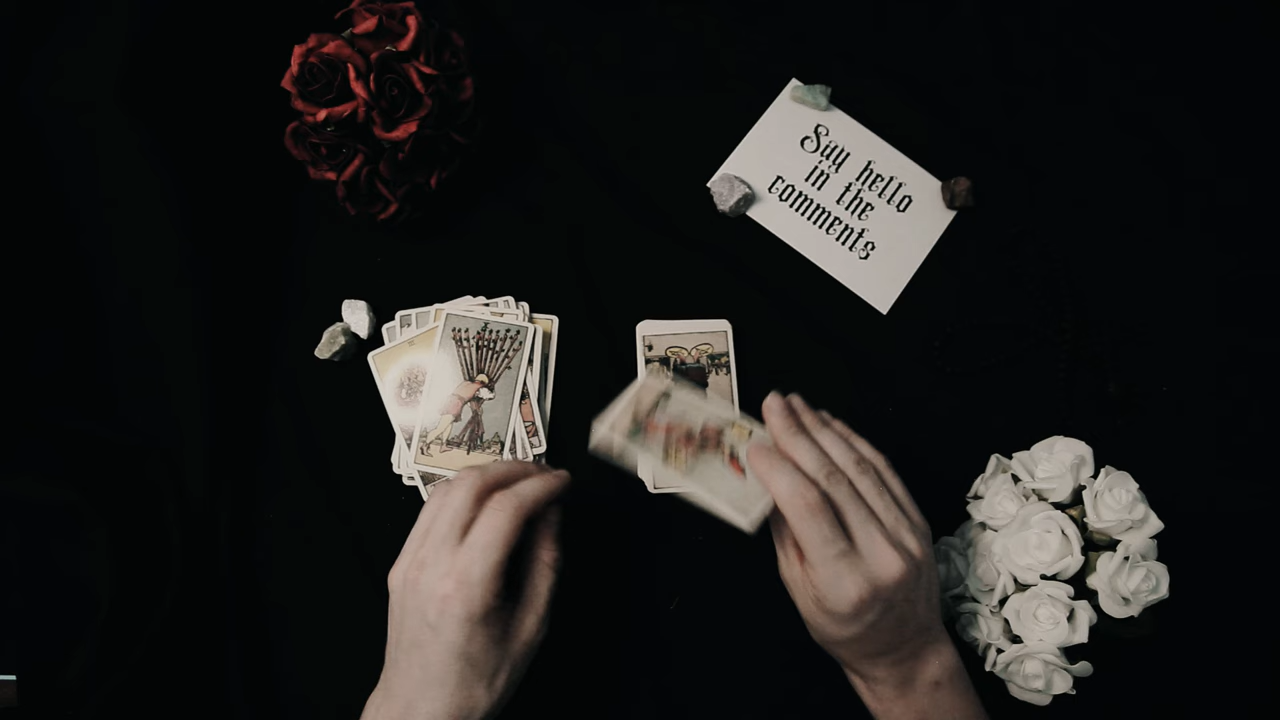 Say hello
in the
comments